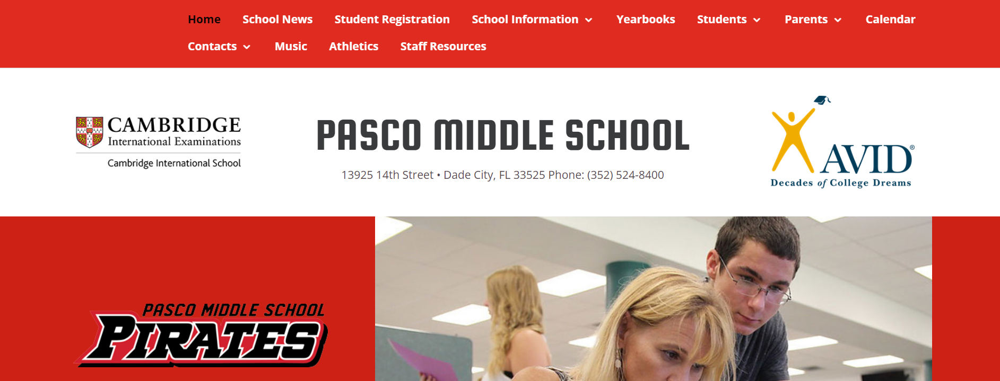 Home School News Student Registration School Information Yearbooks Students Parents Calendar
Contacts Music Athletics Staff Resources
CAMBRIDGE
International Examinations
Cambridge International School
PASCO MIDDLE SCHOOL
13925 14th Street • Dade City, FL 33525 Phone: (352) 524-8400
AVID®
Decades of College Dreams
PASCO MIDDLE SCHOOL
PIRATES